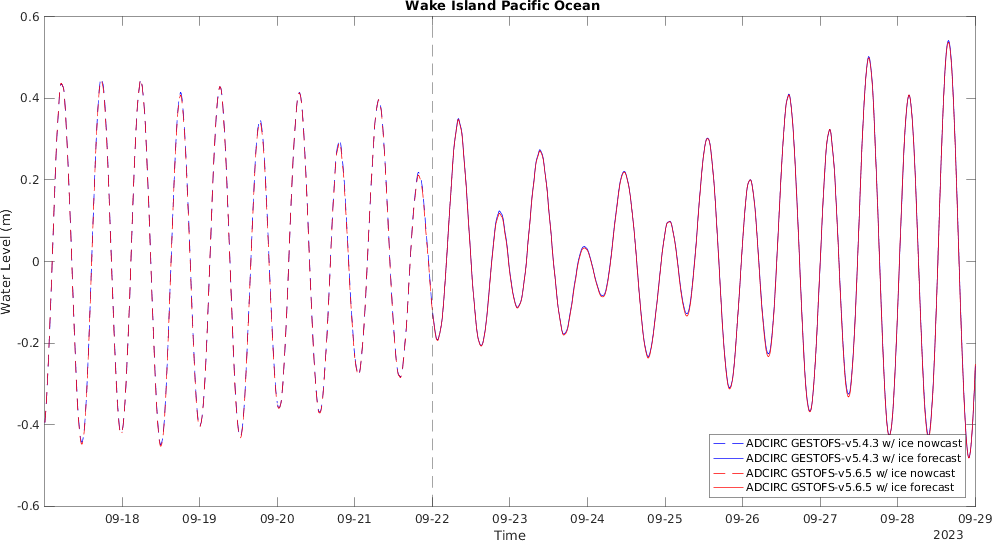 Wake Island Pacific Ocean
0.6
0.4
0.2
0
-0.2
-0.4
-0.6
Water Level (m)
ADCIRC GESTOFS-v5.4.3 w/ ice nowcast
ADCIRC GESTOFS-v5.4.3 w/ ice forecast
ADCIRC GSTOFS-v5.6.5 w/ ice nowcast
ADCIRC GSTOFS-v5.6.5 w/ ice forecast
09-18 09-19 09-20 09-21 09-22 09-23 09-24 09-25 09-26 09-27 09-28 09-29
Time
2023